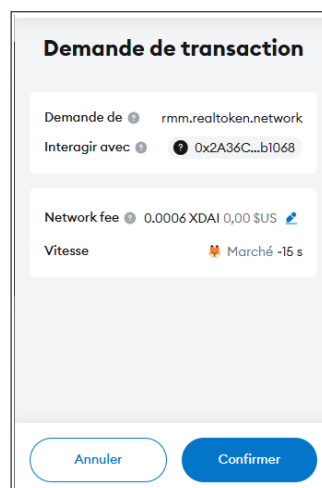 Demande de transaction
Demande de ? rmm.realtoken.network
Interagir avec ? ? 0x2A36C...b1068
Network fee ? 0.0006 XDAI 0,00 $US
Vitesse Marché ~15 s
Annuler Confirmer